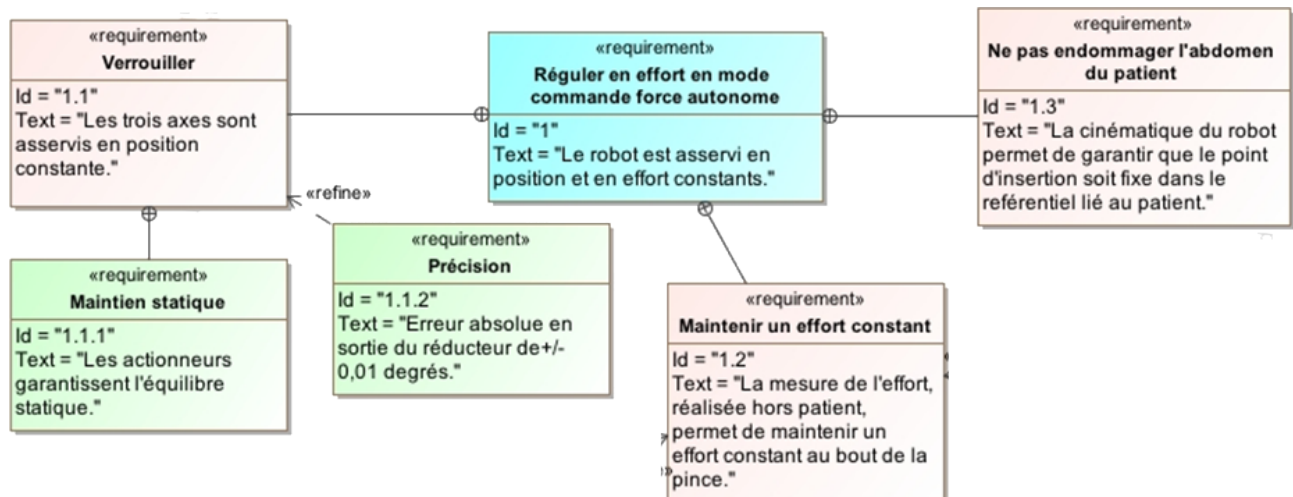 «requirement»
Verrouiller
Id = "1.1"
Text = "Les trois axes sont
asservis en position
constante."
«requirement»
Réguler en effort en mode
commande force autonome
Id = "1"
Text = "Le robot est asservi en
position et en effort constants."
«requirement»
Ne pas endommager l'abdomen
du patient
Id = "1.3"
Text = "La cinématique du robot
permet de garantir que le point
d'insertion soit fixe dans le
reférentiel lié au patient."
«refine»
«requirement»
Maintien statique
Id = "1.1.1"
Text = "Les actionneurs
garantissent l'équilibre
statique."
«requirement»
Précision
Id = "1.1.2"
Text = "Erreur absolue en
sortie du réducteur de+/-
0,01 degrés."
«requirement»
Maintenir un effort constant
Id = "1.2"
Text = "La mesure de l'effort,
réalisée hors patient,
permet de maintenir un
effort constant au bout de la
pince."